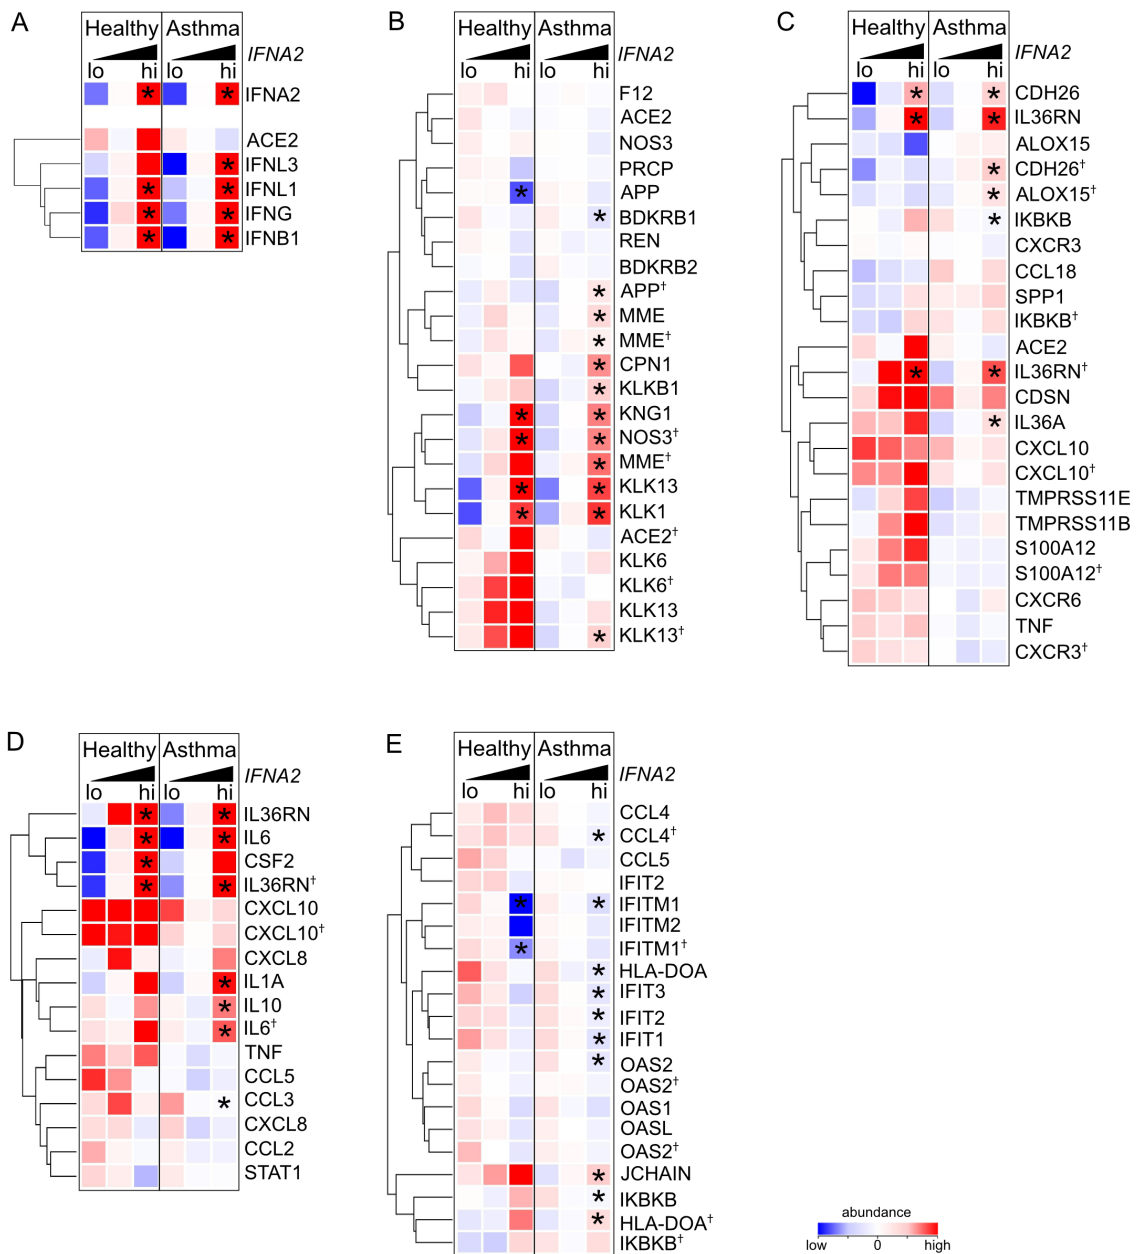 A
Healthy Asthma
IFNA2
lo hi lo hi
* * IFNA2
ACE2
* IFNL3
* * IFNL1
* * IFNG
* * IFNB1
B
Healthy Asthma
IFNA2
lo hi lo hi
F12
ACE2
NOS3
PRCP
* APP
* BDKRB1
REN
BDKRB2
* APP†
* MME
* MME†
* CPN1
* KLKB1
* * KNG1
* * NOS3†
* MME†
* * KLK13
* * KLK1
ACE2†
KLK6
KLK6†
KLK13
* KLK13†
C
Healthy Asthma
IFNA2
lo hi lo hi
* * CDH26
* * IL36RN
ALOX15
* CDH26†
* ALOX15†
* IKBKB
CXCR3
CCL18
SPP1
IKBKB†
ACE2
* * IL36RN†
CDSN
* IL36A
CXCL10
CXCL10†
TMPRSS11E
TMPRSS11B
S100A12
S100A12†
CXCR6
TNF
CXCR3†
D
Healthy Asthma
IFNA2
lo hi lo hi
* * IL36RN
* * IL6
* CSF2
* * IL36RN†
CXCL10
CXCL10†
CXCL8
* IL1A
* IL10
* IL6†
TNF
CCL5
* CCL3
CXCL8
CCL2
STAT1
E
Healthy Asthma
IFNA2
lo hi lo hi
CCL4
* CCL4†
CCL5
IFIT2
* * IFITM1
IFITM2
* IFITM1†
* HLA-DOA
* IFIT3
* IFIT2
* IFIT1
* OAS2
OAS2†
OAS1
OASL
OAS2†
* JCHAIN
* IKBKB
* HLA-DOA†
IKBKB†
abundance
low 0 high